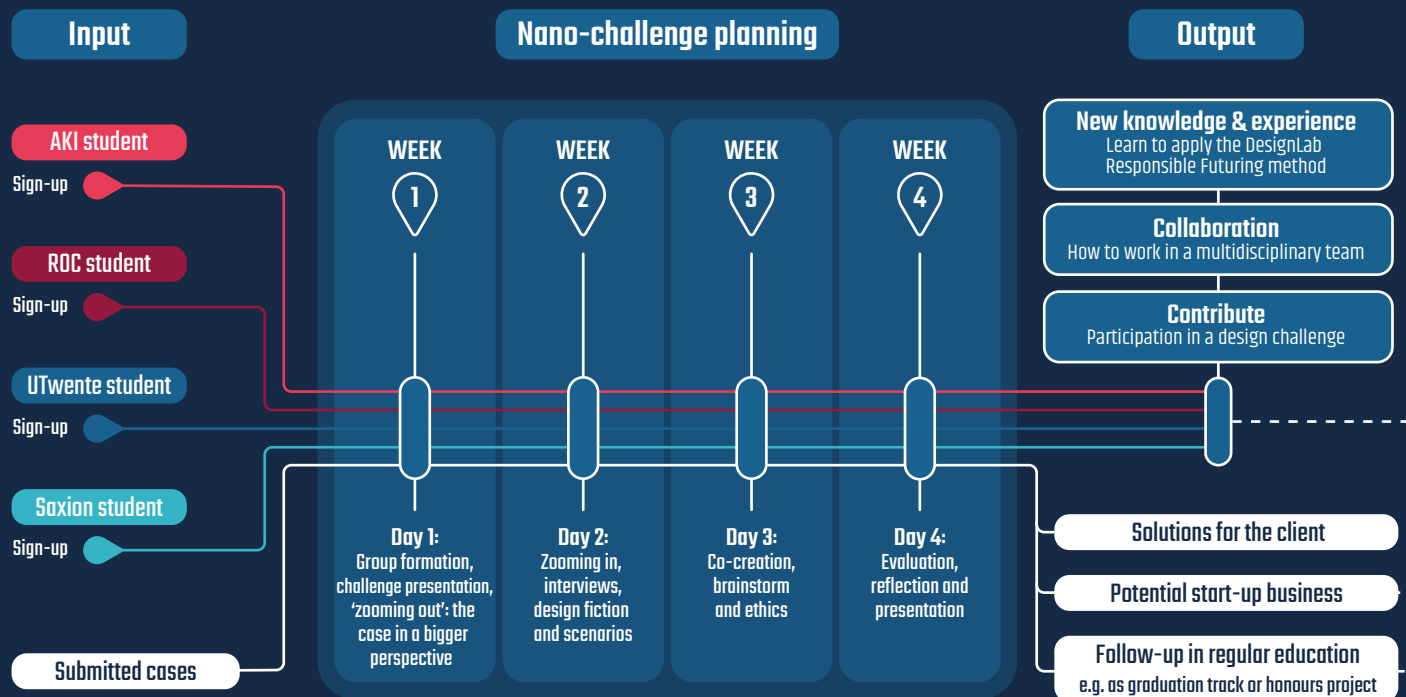 Input
Nano-challenge planning
Output
AKI student
Sign-up
ROC student
Sign-up
UTwente student
Sign-up
Saxion student
Sign-up
Submitted cases
WEEK
1
Day 1:
Group formation,
challenge presentation,
‘zooming out’: the
case in a bigger
perspective
WEEK
2
Day 2:
Zooming in,
interviews,
design fiction
and scenarios
WEEK
3
Day 3:
Co-creation,
brainstorm
and ethics
WEEK
4
Day 4:
Evaluation,
reflection and
presentation
New knowledge & experience
Learn to apply the DesignLab
Responsible Futuring method
Collaboration
How to work in a multidisciplinary team
Contribute
Participation in a design challenge
Solutions for the client
Potential start-up business
Follow-up in regular education
e.g. as graduation track or honours project